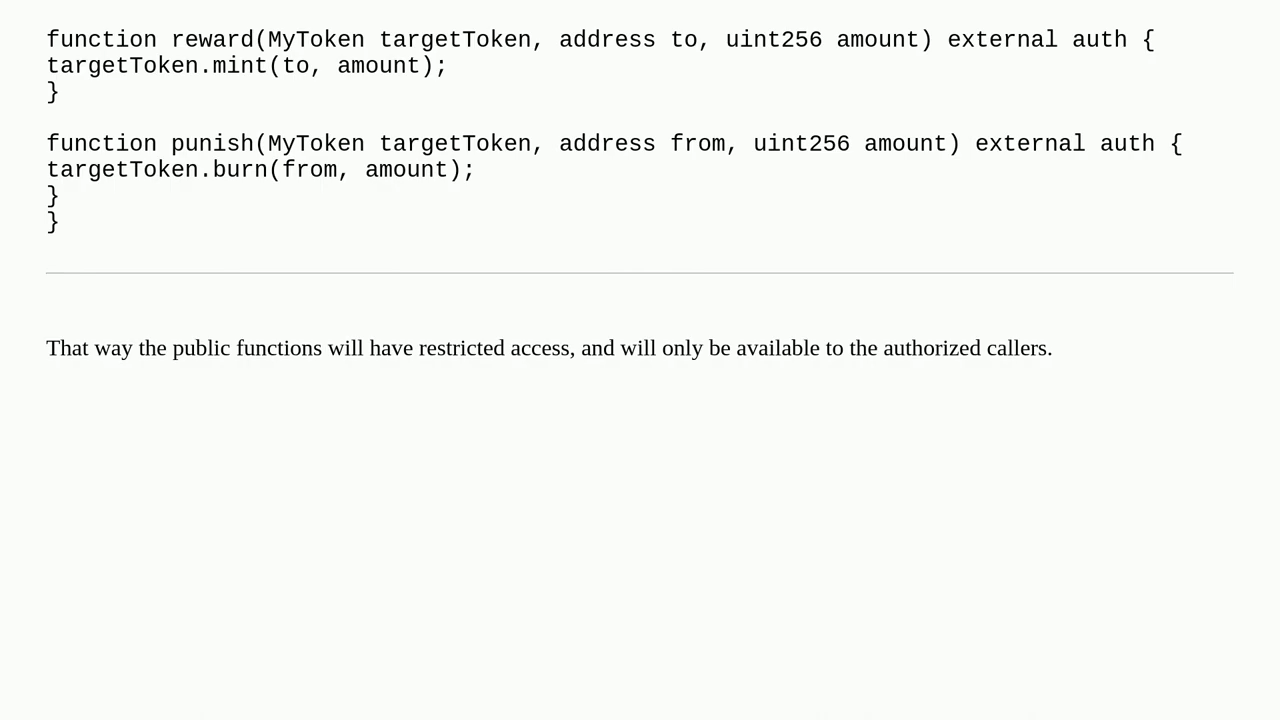 function reward(MyToken targetToken, address to, uint256 amount) external auth {
targetToken.mint(to, amount);
}
function punish(MyToken targetToken, address from, uint256 amount) external auth {
targetToken.burn(from, amount);
}
}
That way the public functions will have restricted access, and will only be available to the authorized callers.